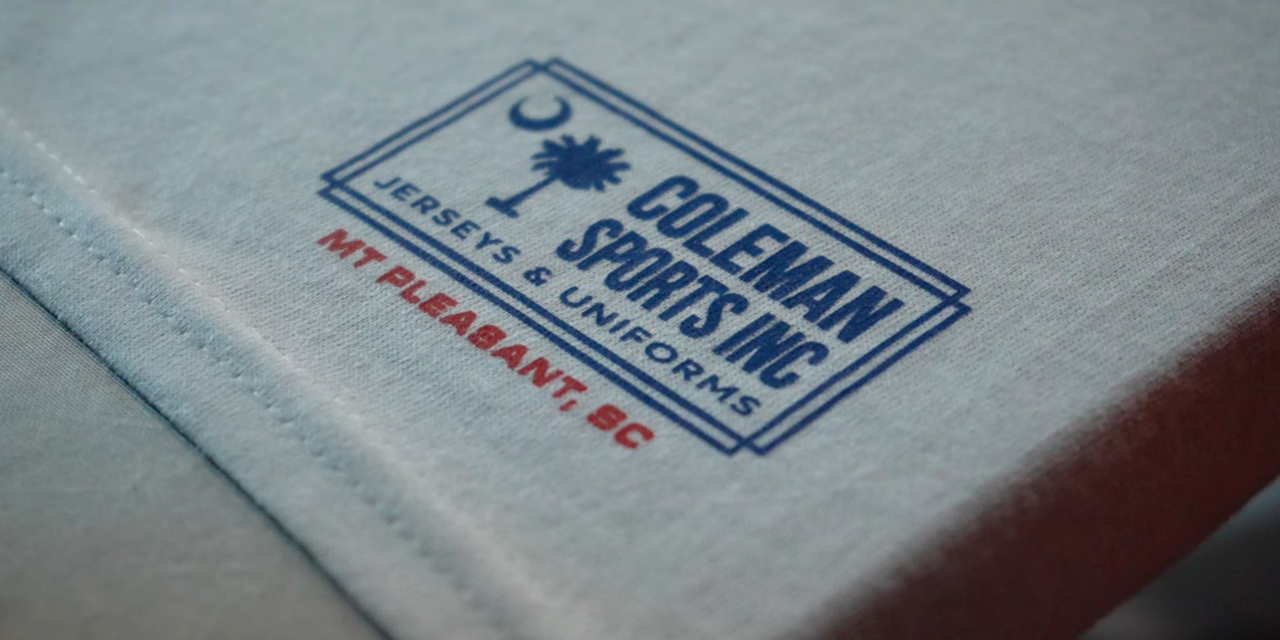 COLEMAN
SPORTS INC
JERSEYS & UNIFORMS
MT PLEASANT, SC